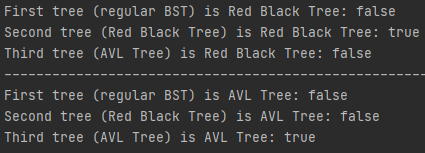 First tree (regular BST) is Red Black Tree: false
Second tree (Red Black Tree) is Red Black Tree: true
Third tree (AVL Tree) is Red Black Tree: false
-----------------------------------------------------
First tree (regular BST) is AVL Tree: false
Second tree (Red Black Tree) is AVL Tree: false
Third tree (AVL Tree) is AVL Tree: true